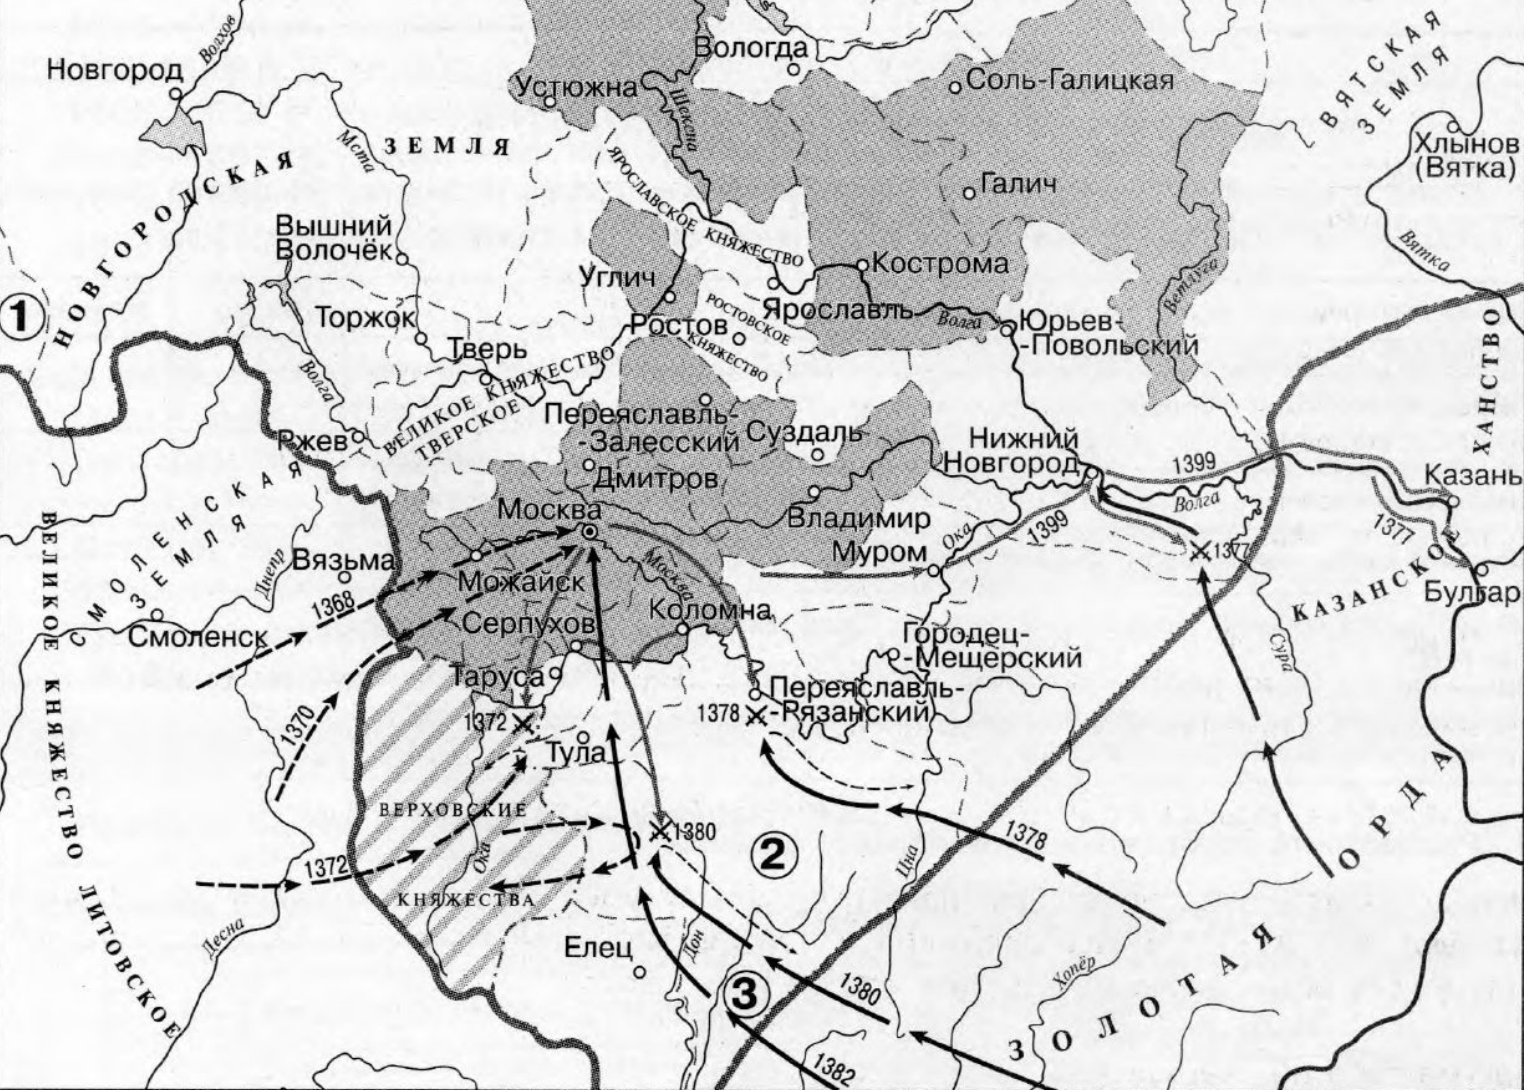 Волхов
Вологда
Новгород
Устюжна
Шексна
Соль-Галицкая
ВЯТСКАЯ
ЗЕМЛЯ
Хлынов
(Вятка)
Мста
НОВГОРОДСКАЯ
ЗЕМЛЯ
ЯРОСЛАВСКОЕ КНЯЖЕСТВО
Галич
Вышний
Волочёк
Вятка
Кострома
Углич
Ветлуга
1
Торжок
Ярославль
Волга
Ростов
РОСТОВСКОЕ
КНЯЖЕСТВО
Юрьев-
-Повольский
Тверь
ВЕЛИКОЕ КНЯЖЕСТВО
ТВЕРСКОЕ
Волга
Переяславль-
-Залесский
Суздаль
Ржев
Дмитров
Нижний
Новгород
1399
Волга
Казань
ХАНСТВО
КАЗАНСКОЕ
1377
Москва
Владимир
Ока
1399
Муром
1377
Булгар
СМОЛЕНСКАЯ
ЗЕМЛЯ
Днепр
Вязьма
1368
Можайск
Москва
Смоленск
Серпухов
Коломна
Городец-
-Мещерский
Сура
Таруса
Переяславль-
-Рязанский
1370
1372
1378
Тула
ВЕРХОВСКИЕ
КНЯЖЕСТВА
Ока
1380
2
1378
Цна
1372
ВЕЛИКОЕ КНЯЖЕСТВО ЛИТОВСКОЕ
Десна
Елец
Дон
3
1380
Хопёр
ЗОЛОТАЯ
ОРДА
1382